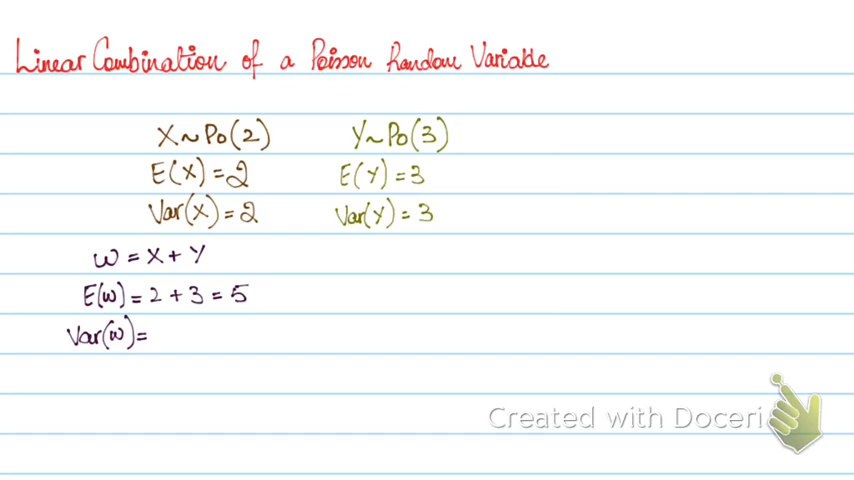 Linear Combination of a Poisson Random Variable
X ~ Po(2)
Y ~ Po(3)
E(X) = 2
E(Y) = 3
Var(X) = 2
Var(Y) = 3
W = X + Y
E(W) = 2 + 3 = 5
Var(W) =
Created with Doceri